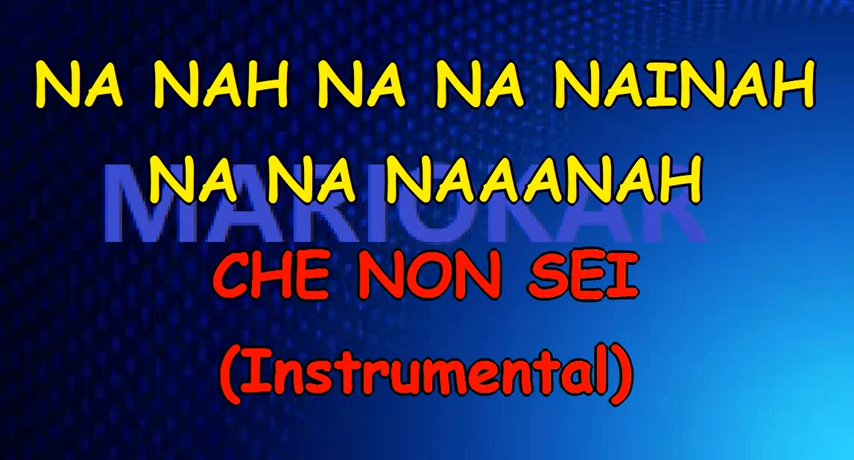 NA NAH NA NA NAINAH
NA NA NAAANAH
MARIOKAR
CHE NON SEI
(Instrumental)